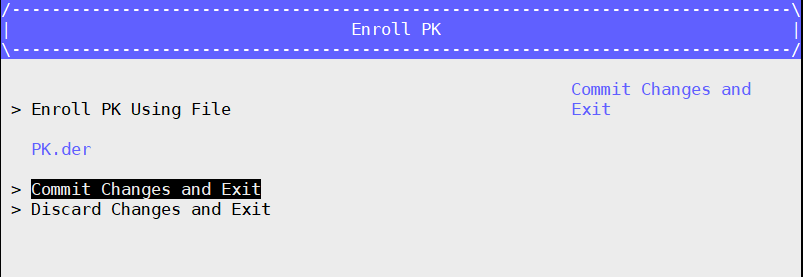 /------------------------------------------------------------------------------\
|                                  Enroll PK                                   |
\------------------------------------------------------------------------------/
Commit Changes and
> Enroll PK Using File
Exit
PK.der
> Commit Changes and Exit
> Discard Changes and Exit